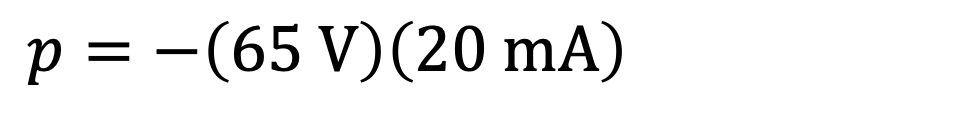 p = −(65 V)(20 mA)